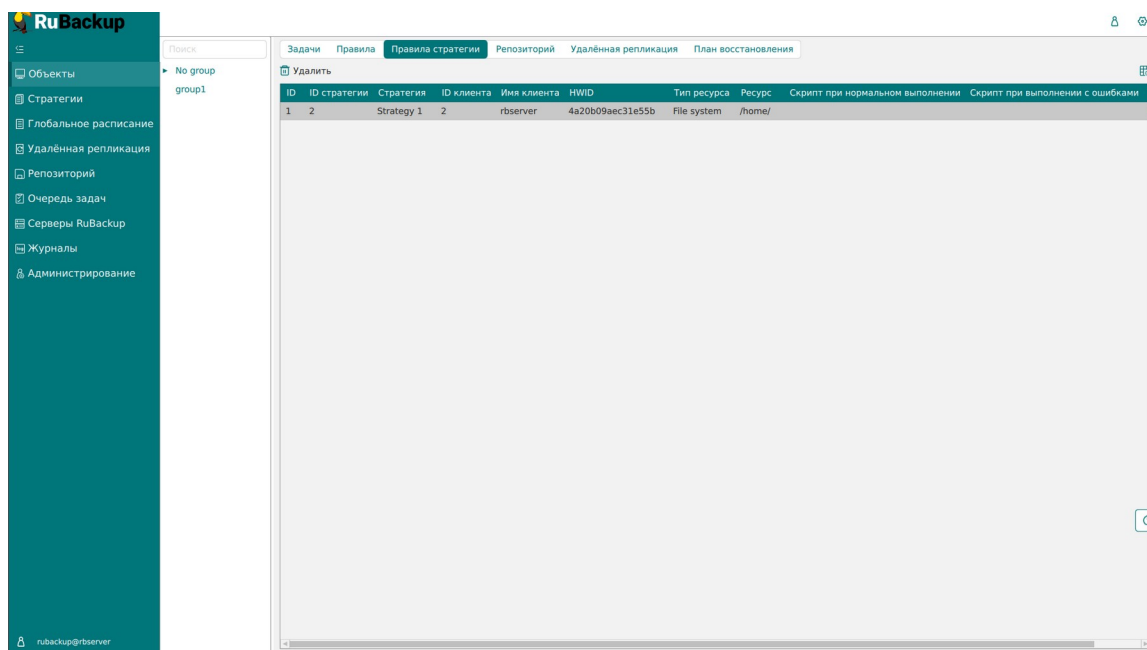 RuBackup
Объекты
Стратегии
Глобальное расписание
Удалённая репликация
Репозиторий
Очередь задач
Серверы RuBackup
Журналы
Администрирование
rubackup@rbserver
Поиск
No group
group1
Задачи Правила Правила стратегии Репозиторий Удалённая репликация План восстановления
Удалить
ID ID стратегии Стратегия ID клиента Имя клиента HWID Тип ресурса Ресурс Скрипт при нормальном выполнении Скрипт при выполнении с ошибками
1 2 Strategy 1 2 rbserver 4a20b09aec31e55b File system /home/